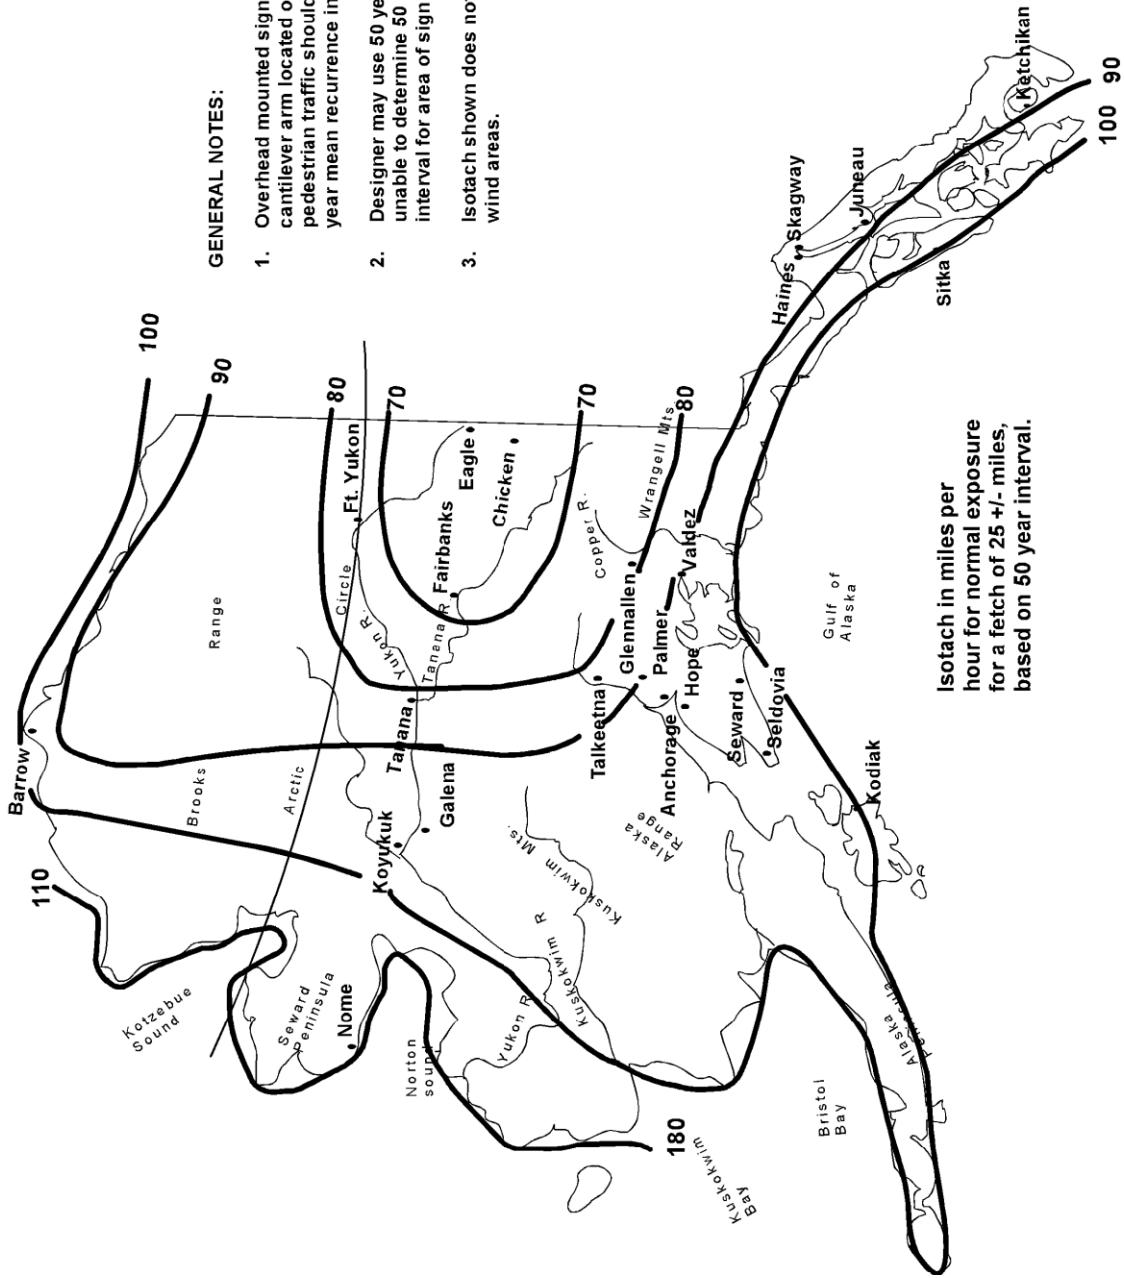 GENERAL NOTES:
1. Overhead mounted sign
cantilever arm located o
pedestrian traffic should
year mean recurrence in
2. Designer may use 50 ye
unable to determine 50
interval for area of sign
3. Isotach shown does no
wind areas.
Barrow
110
100
90
80
70
70
80
Kotzebue
Sound
Brooks
Range
Arctic
Circle
Ft. Yukon
Seward
Peninsula
Nome
Koyukuk
Galena
Tanana
Yukon R.
Tanana R
Fairbanks
Eagle
Chicken
Norton
sound
Yukon R
Kuskokwim R
Kuskokwim Mts.
Talkeetna
Glennallen
Copper R.
Wrangell Mts.
Alaska
Range
Anchorage
Palmer
Hope
Valdez
Seward
Seldovia
180
Kuskokwim
Bay
Bristol
Bay
Alaska
Peninsula
Kodiak
Gulf of
Alaska
Haines
Skagway
Juneau
Sitka
Ketchikan
100
90
Isotach in miles per
hour for normal exposure
for a fetch of 25 +/- miles,
based on 50 year interval.